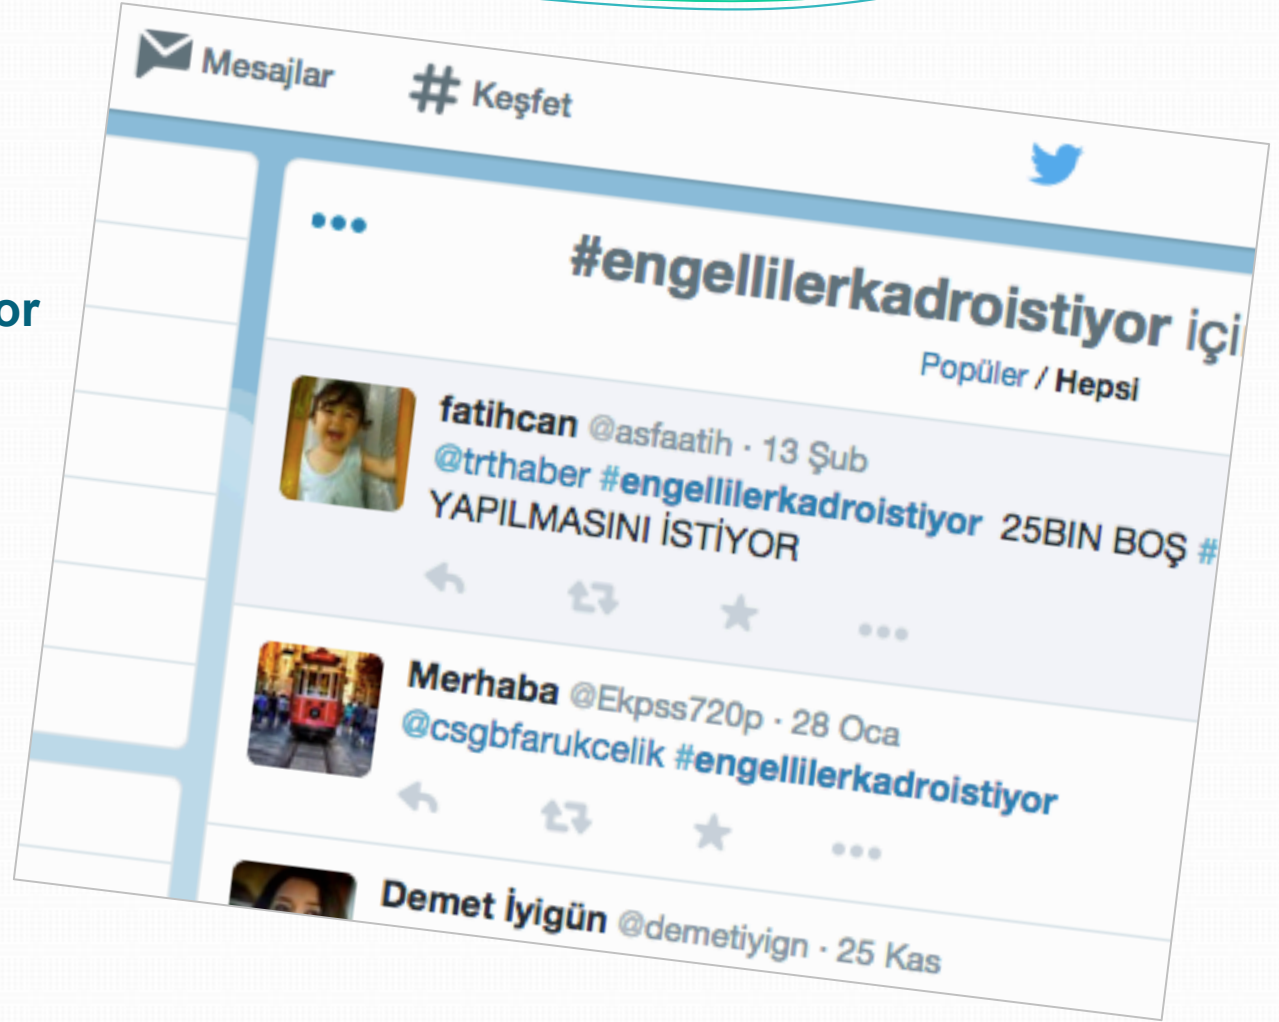 Mesajlar
Keşfet
or
#engellilerkadroistiyor
Popüler / Hepsi
fatihcan @asfaatih · 13 Şub
@trthaber #engellilerkadroistiyor 25BIN BOŞ #
YAPILMASINI İSTİYOR
Merhaba @Ekpss720p · 28 Oca
@csgbfarukcelik #engellilerkadroistiyor
Demet İyigün @demetiyign · 25 Kas